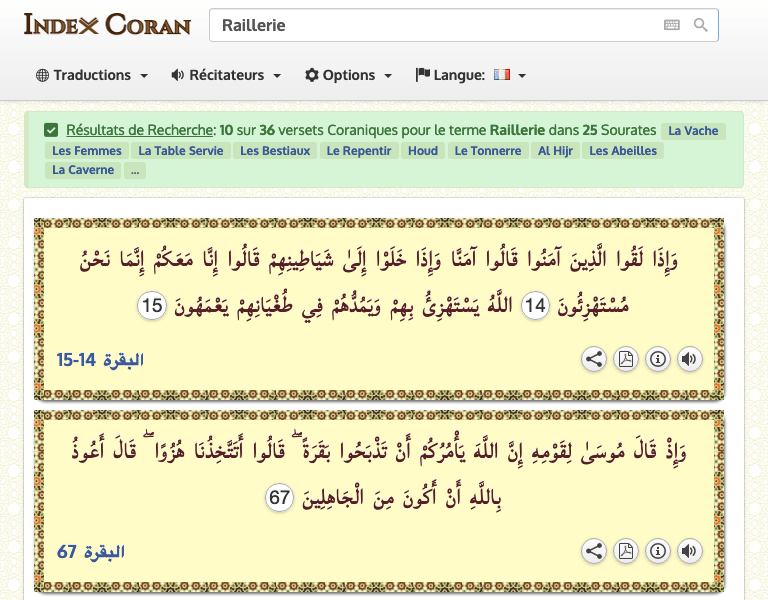 INDEX CORAN
Raillerie
Traductions Récitateurs Options Langue:
Résultats de Recherche: 10 sur 36 versets Coraniques pour le terme Raillerie dans 25 Sourates La Vache
Les Femmes La Table Servie Les Bestiaux Le Repentir Houd Le Tonnerre Al Hijr Les Abeilles
La Caverne ...
وَإِذَا لَقُوا الَّذِينَ آمَنُوا قَالُوا آمَنَّا وَإِذَا خَلَوْا إِلَىٰ شَيَاطِينِهِمْ قَالُوا إِنَّا مَعَكُمْ إِنَّمَا نَحْنُ
مُسْتَهْزِئُونَ 14 اللَّهُ يَسْتَهْزِئُ بِهِمْ وَيَمُدُّهُمْ فِي طُغْيَانِهِمْ يَعْمَهُونَ 15
البقرة 14-15
وَإِذْ قَالَ مُوسَىٰ لِقَوْمِهِ إِنَّ اللَّهَ يَأْمُرُكُمْ أَنْ تَذْبَحُوا بَقَرَةً ۖ قَالُوا أَتَتَّخِذُنَا هُزُوًا ۖ قَالَ أَعُوذُ
بِاللَّهِ أَنْ أَكُونَ مِنَ الْجَاهِلِينَ 67
البقرة 67